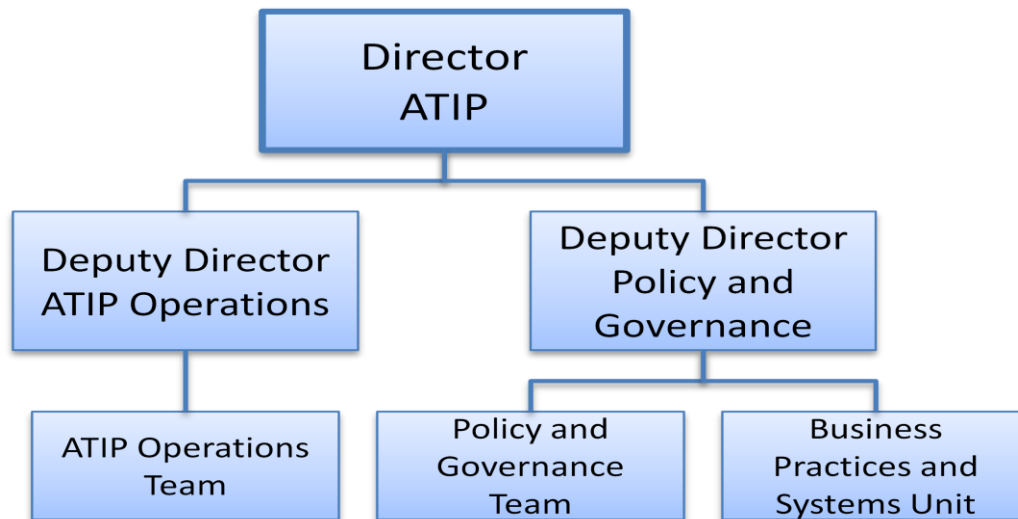 Director
ATIP
Deputy Director
ATIP Operations
Deputy Director
Policy and
Governance
ATIP Operations
Team
Policy and
Governance
Team
Business
Practices and
Systems Unit